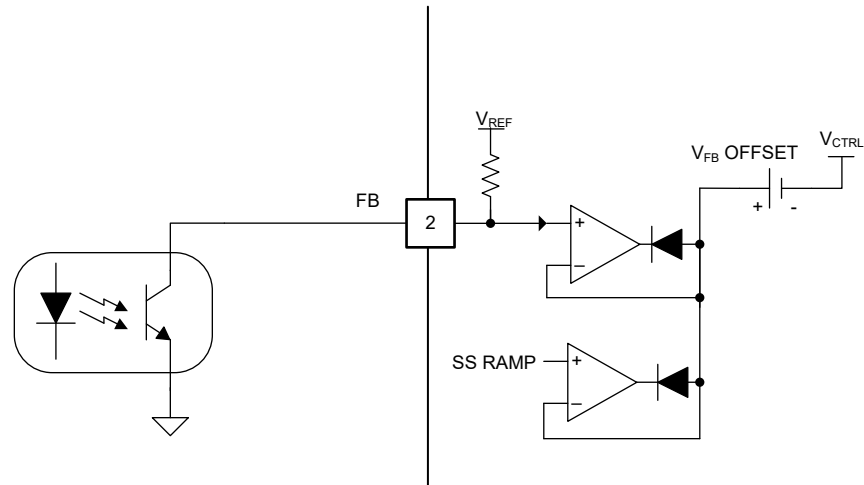 V_REF
V_FB OFFSET
V_CTRL
FB
2
+
-
+
−
SS RAMP
+
−